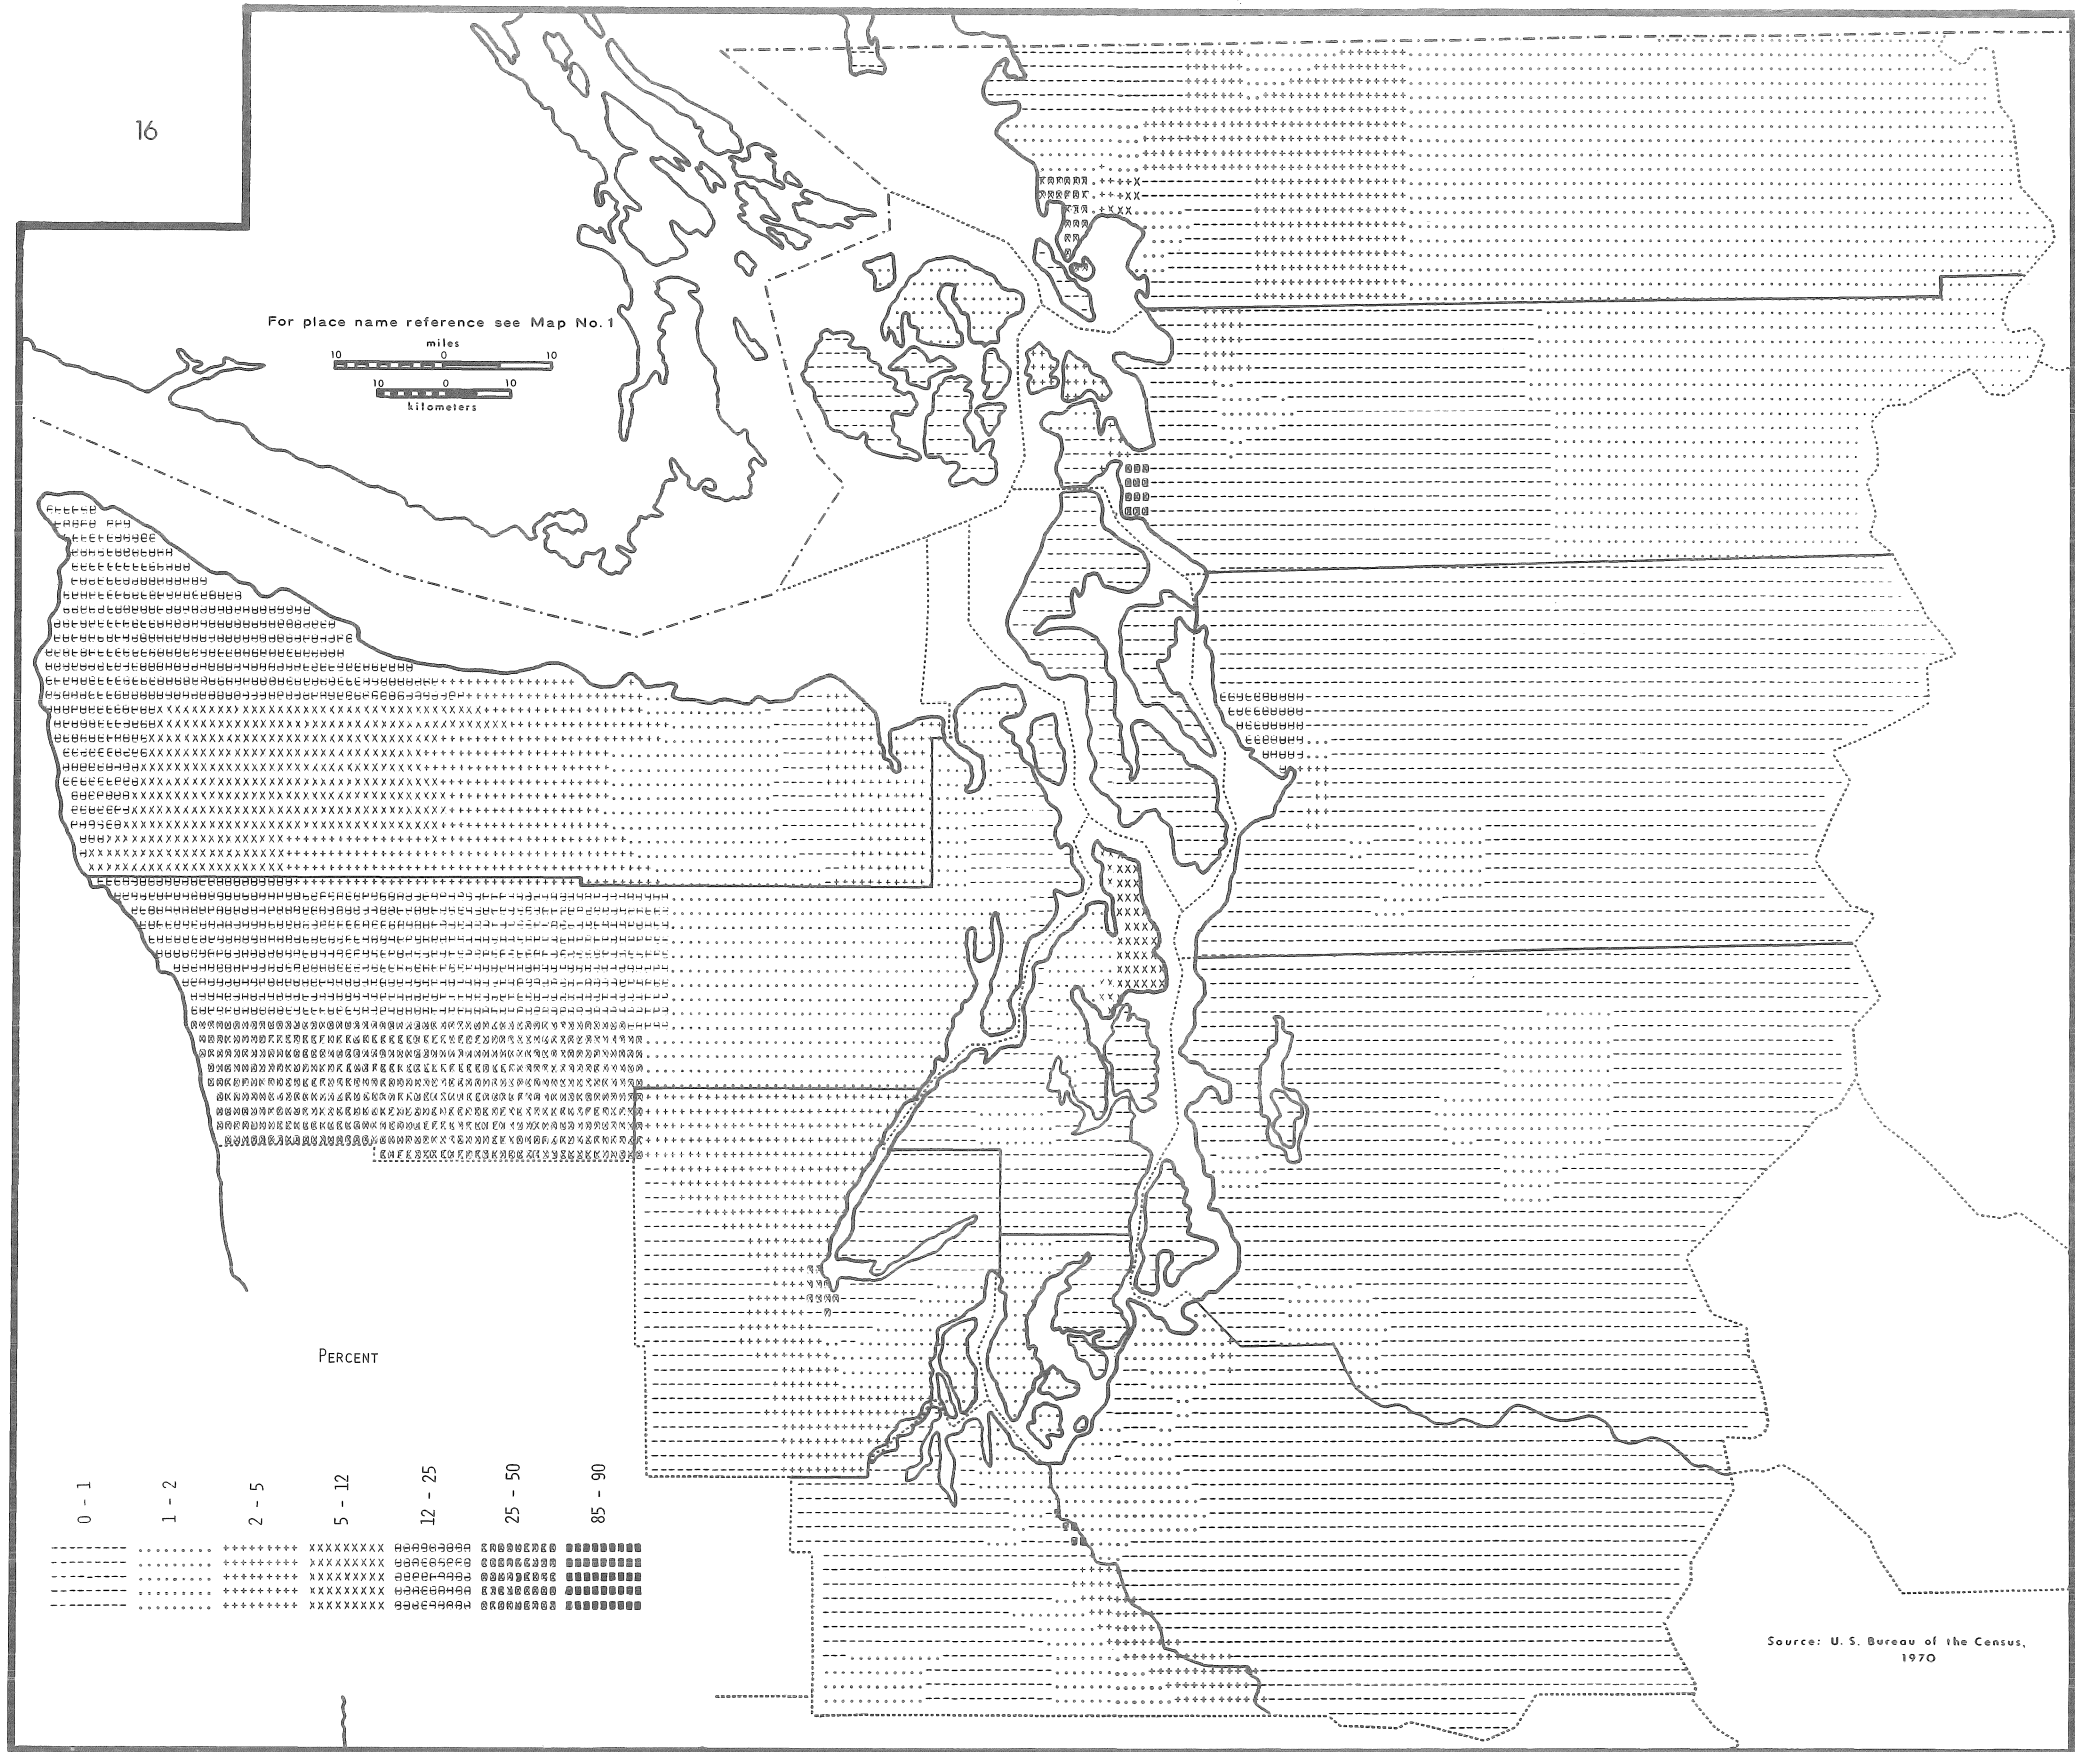 16
For place name reference see Map No. 1
miles
10 0 10
10 0 10
kilometers
PERCENT
0 - 1
1 - 2
2 - 5
5 - 12
12 - 25
25 - 50
85 - 90
Source: U. S. Bureau of the Census,
1970